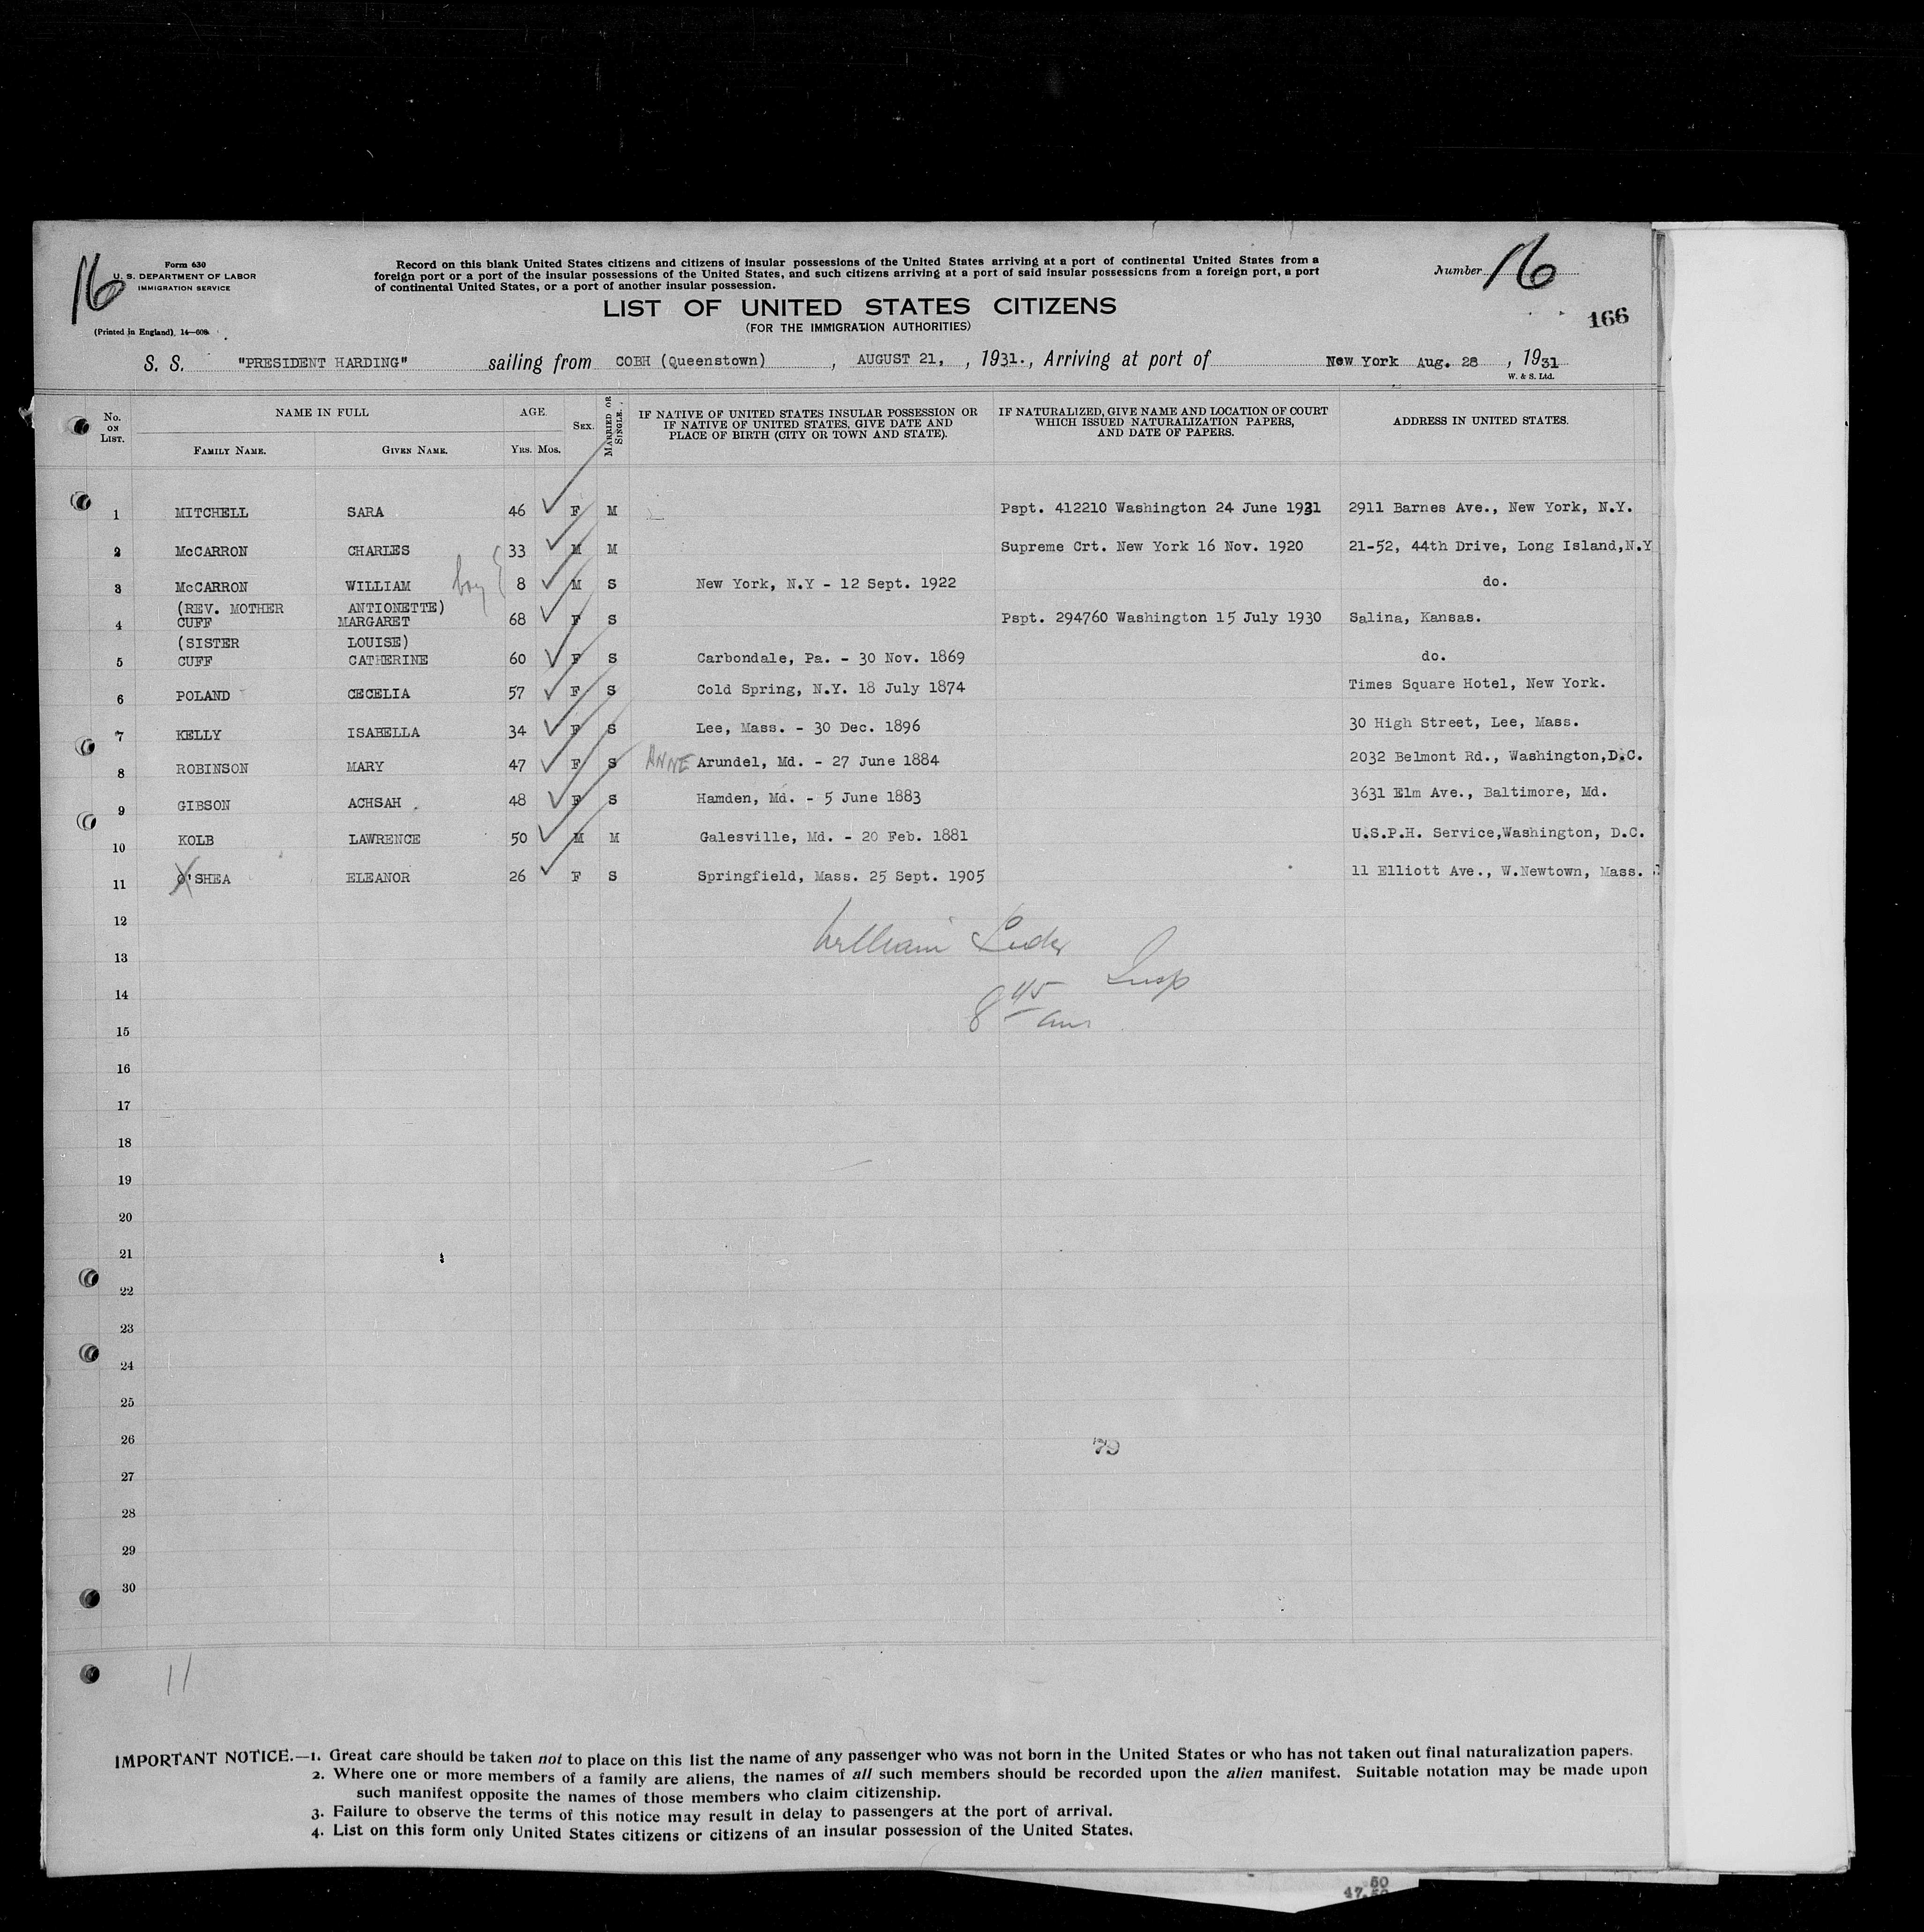 16
Form 630
U. S. DEPARTMENT OF LABOR
IMMIGRATION SERVICE
(Printed in England). 14—608.
Record on this blank United States citizens and citizens of insular possessions of the United States arriving at a port of continental United States from a
foreign port or a port of the insular possessions of the United States, and such citizens arriving at a port of said insular possessions from a foreign port, a port
of continental United States, or a port of another insular possession.
LIST OF UNITED STATES CITIZENS
(FOR THE IMMIGRATION AUTHORITIES)
Number 16
166
S. S. "PRESIDENT HARDING" sailing from COBH (Queenstown), AUGUST 21, , 1931., Arriving at port of New York Aug. 28, 1931
W. & S. Ltd.
No. ON LIST. NAME IN FULL AGE. SEX. MARRIED OR SINGLE. IF NATIVE OF UNITED STATES INSULAR POSSESSION OR IF NATIVE OF UNITED STATES, GIVE DATE AND PLACE OF BIRTH (CITY OR TOWN AND STATE). IF NATURALIZED, GIVE NAME AND LOCATION OF COURT WHICH ISSUED NATURALIZATION PAPERS, AND DATE OF PAPERS. ADDRESS IN UNITED STATES.
FAMILY NAME. GIVEN NAME. YRS. MOS.
1 MITCHELL SARA 46 F M Pspt. 412210 Washington 24 June 1931 2911 Barnes Ave., New York, N.Y.
2 McCARRON CHARLES 33 M M Supreme Crt. New York 16 Nov. 1920 21-52, 44th Drive, Long Island,N.Y
3 McCARRON WILLIAM boy 8 M S New York, N.Y - 12 Sept. 1922 do.
(REV. MOTHER ANTIONETTE)
4 CUFF MARGARET 68 F S Pspt. 294760 Washington 15 July 1930 Salina, Kansas.
(SISTER LOUISE)
5 CUFF CATHERINE 60 F S Carbondale, Pa. - 30 Nov. 1869 do.
6 POLAND CECELIA 57 F S Cold Spring, N.Y. 18 July 1874 Times Square Hotel, New York.
7 KELLY ISABELLA 34 F S Lee, Mass. - 30 Dec. 1896 30 High Street, Lee, Mass.
8 ROBINSON MARY 47 F S ANNE Arundel, Md. - 27 June 1884 2032 Belmont Rd., Washington,D.C.
9 GIBSON ACHSAH 48 F S Hamden, Md. - 5 June 1883 3631 Elm Ave., Baltimore, Md.
10 KOLB LAWRENCE 50 M M Galesville, Md. - 20 Feb. 1881 U.S.P.H. Service,Washington, D.C.
11 O'SHEA ELEANOR 26 F S Springfield, Mass. 25 Sept. 1905 11 Elliott Ave., W.Newtown, Mass.
12
William
13
Insp
14
8 45
am
15
16
17
18
19
20
21
22
23
24
25
26
79
27
28
29
30
11
IMPORTANT NOTICE.—1. Great care should be taken not to place on this list the name of any passenger who was not born in the United States or who has not taken out final naturalization papers.
2. Where one or more members of a family are aliens, the names of all such members should be recorded upon the alien manifest. Suitable notation may be made upon
such manifest opposite the names of those members who claim citizenship.
3. Failure to observe the terms of this notice may result in delay to passengers at the port of arrival.
4. List on this form only United States citizens or citizens of an insular possession of the United States.
50
47.50